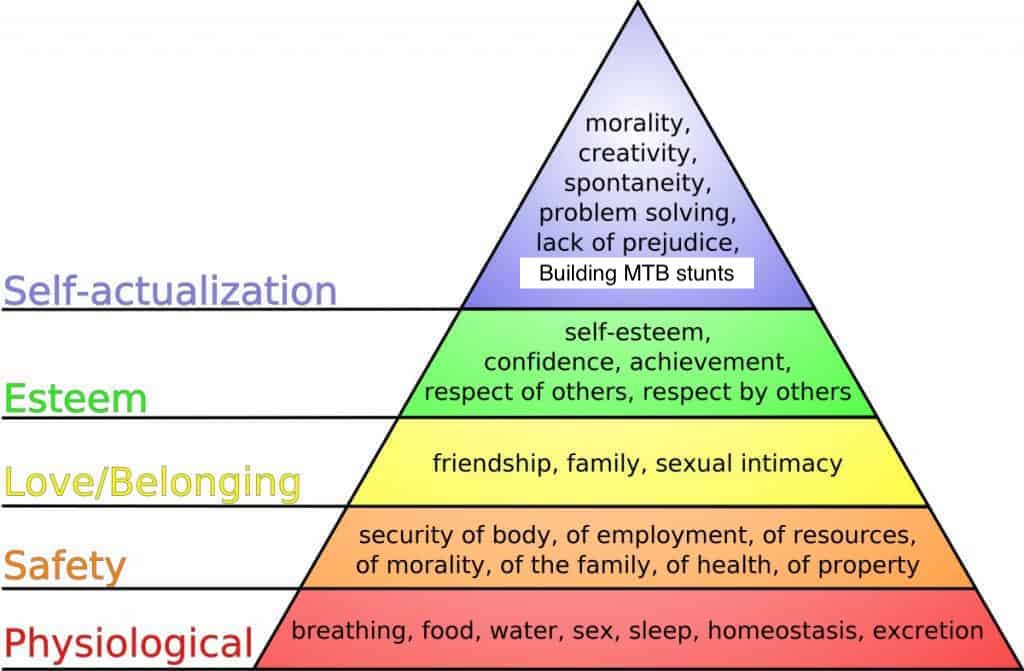 morality,
creativity,
spontaneity,
problem solving,
lack of prejudice,
Building MTB stunts
Self-actualization
self-esteem,
confidence, achievement,
respect of others, respect by others
Esteem
friendship, family, sexual intimacy
Love/Belonging
security of body, of employment, of resources,
of morality, of the family, of health, of property
Safety
breathing, food, water, sex, sleep, homeostasis, excretion
Physiological